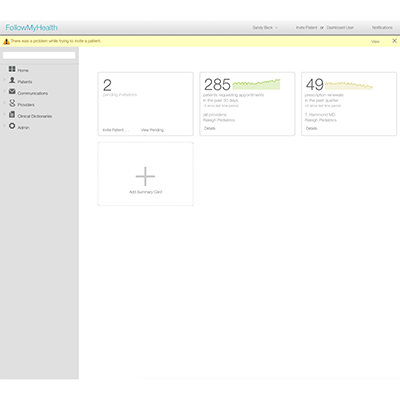 FollowMyHealth
Sandy Beck
Invite Patient or Dashboard User
Notifications
There was a problem while trying to invite a patient.
View
Home
Patients
Communications
Providers
Clinical Dictionaries
Admin
2
pending invitations
Invite Patient . . .
View Pending
285
patients requesting appointments
in the past 30 days
(all providers)
Raleigh Pediatrics
Details
49
prescription renewals
in the past quarter
T. Hammond MD
Raleigh Pediatrics
Details
Add Summary Card